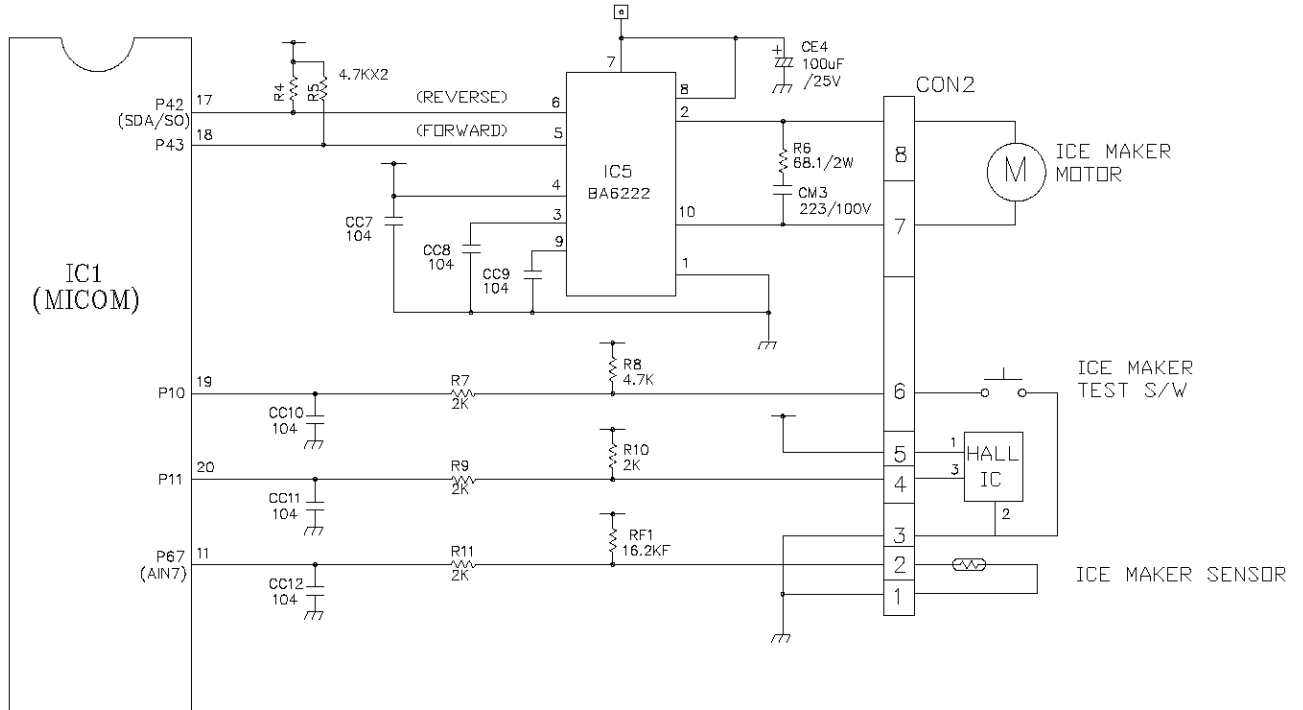 CE4
+
100uF
/25V
7
8
CON2
4.7KX2
R4
R5
P42
17
(REVERSE)
6
2
(SDA/SO)
18
(FORWARD)
5
P43
R6
68.1/2W
8
M
ICE MAKER
MOTOR
IC5
BA6222
4
CM3
223/100V
3
10
7
CC7
104
9
CC8
104
CC9
104
1
IC1
(MICOM)
R8
4.7K
ICE MAKER
TEST S/W
19
R7
P10
2K
6
CC10
104
R10
2K
5
1
HALL
IC
20
R9
3
P11
2K
4
CC11
104
2
RF1
16.2KF
3
P67
11
R11
(AIN7)
2K
2
ICE MAKER SENSOR
CC12
104
1